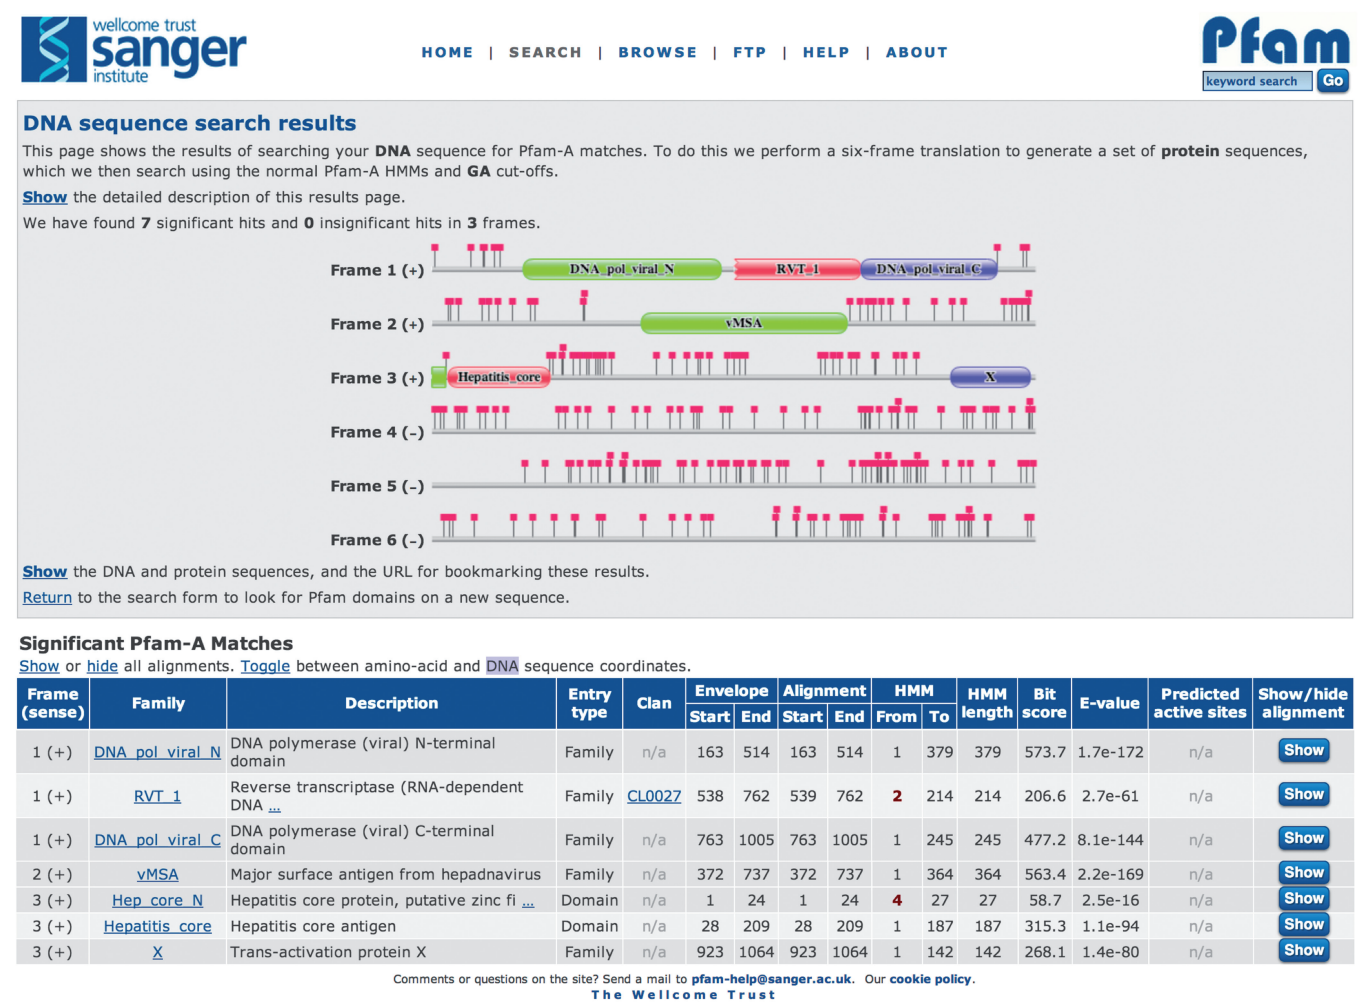 wellcome trust
sanger
institute
HOME | SEARCH | BROWSE | FTP | HELP | ABOUT
Pfam
keyword search Go
DNA sequence search results
This page shows the results of searching your DNA sequence for Pfam-A matches. To do this we perform a six-frame translation to generate a set of protein sequences,
which we then search using the normal Pfam-A HMMs and GA cut-offs.
Show the detailed description of this results page.
We have found 7 significant hits and 0 insignificant hits in 3 frames.
Frame 1 (+) DNA_pol_viral_N RVT_1 DNA_pol_viral_C
Frame 2 (+) vMSA
Frame 3 (+) Hepatitis_core X
Frame 4 (-)
Frame 5 (-)
Frame 6 (-)
Show the DNA and protein sequences, and the URL for bookmarking these results.
Return to the search form to look for Pfam domains on a new sequence.
Significant Pfam-A Matches
Show or hide all alignments. Toggle between amino-acid and DNA sequence coordinates.
Frame (sense) Family Description Entry type Clan Envelope Alignment HMM HMM length Bit score E-value Predicted active sites Show/hide alignment
Start End Start End From To
1 (+) DNA_pol_viral_N DNA polymerase (viral) N-terminal domain Family n/a 163 514 163 514 1 379 379 573.7 1.7e-172 n/a Show
1 (+) RVT_1 Reverse transcriptase (RNA-dependent DNA ... Family CL0027 538 762 539 762 2 214 214 206.6 2.7e-61 n/a Show
1 (+) DNA_pol_viral_C DNA polymerase (viral) C-terminal domain Family n/a 763 1005 763 1005 1 245 245 477.2 8.1e-144 n/a Show
2 (+) vMSA Major surface antigen from hepadnavirus Family n/a 372 737 372 737 1 364 364 563.4 2.2e-169 n/a Show
3 (+) Hep_core_N Hepatitis core protein, putative zinc fi ... Domain n/a 1 24 1 24 4 27 27 58.7 2.5e-16 n/a Show
3 (+) Hepatitis_core Hepatitis core antigen Domain n/a 28 209 28 209 1 187 187 315.3 1.1e-94 n/a Show
3 (+) X Trans-activation protein X Family n/a 923 1064 923 1064 1 142 142 268.1 1.4e-80 n/a Show
Comments or questions on the site? Send a mail to pfam-help@sanger.ac.uk. Our cookie policy.
The Wellcome Trust